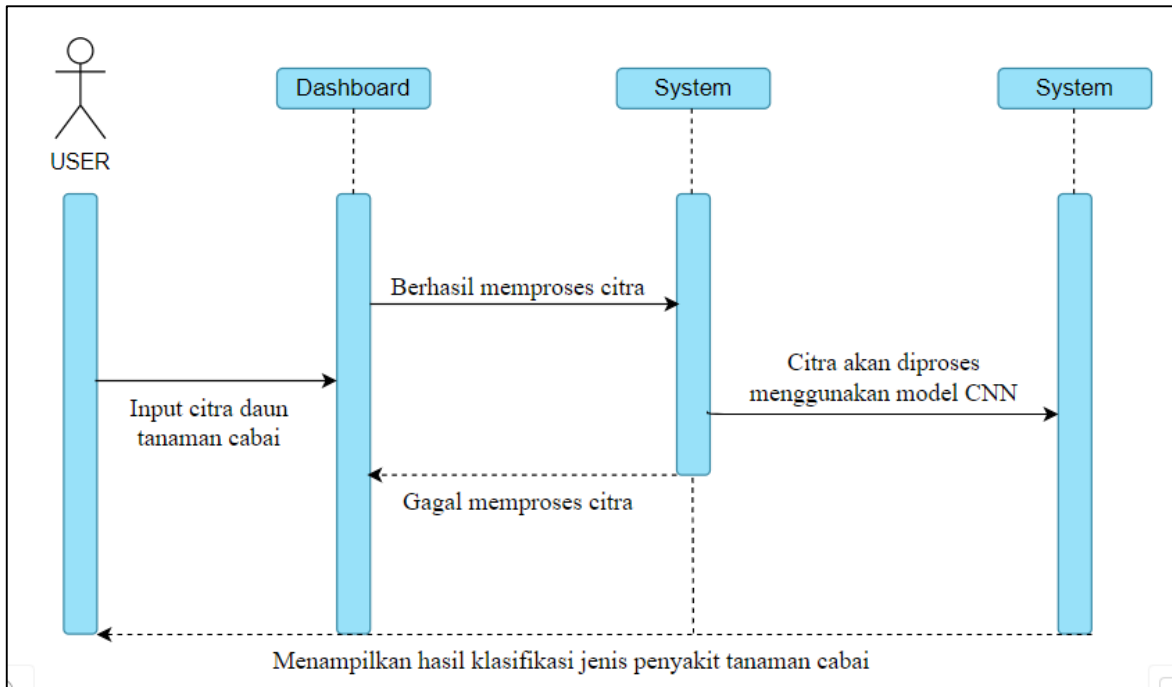 USER
Dashboard
System
System
Berhasil memproses citra
Citra akan diproses
menggunakan model CNN
Input citra daun
tanaman cabai
Gagal memproses citra
Menampilkan hasil klasifikasi jenis penyakit tanaman cabai